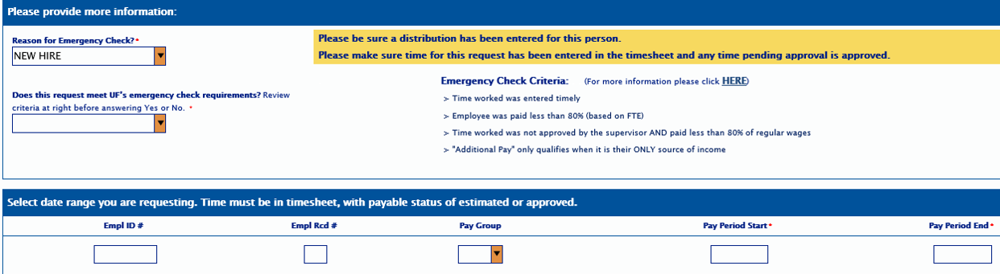 Please provide more information:
Reason for Emergency Check?*
NEW HIRE
Please be sure a distribution has been entered for this person.
Please make sure time for this request has been entered in the timesheet and any time pending approval is approved.
Does this request meet UF's emergency check requirements? Review
criteria at right before answering Yes or No. *
Emergency Check Criteria: (For more information please click HERE)
> Time worked was entered timely
> Employee was paid less than 80% (based on FTE)
> Time worked was not approved by the supervisor AND paid less than 80% of regular wages
> "Additional Pay" only qualifies when it is their ONLY source of income
Select date range you are requesting. Time must be in timesheet, with payable status of estimated or approved.
Empl ID # Empl Rcd # Pay Group Pay Period Start* Pay Period End*